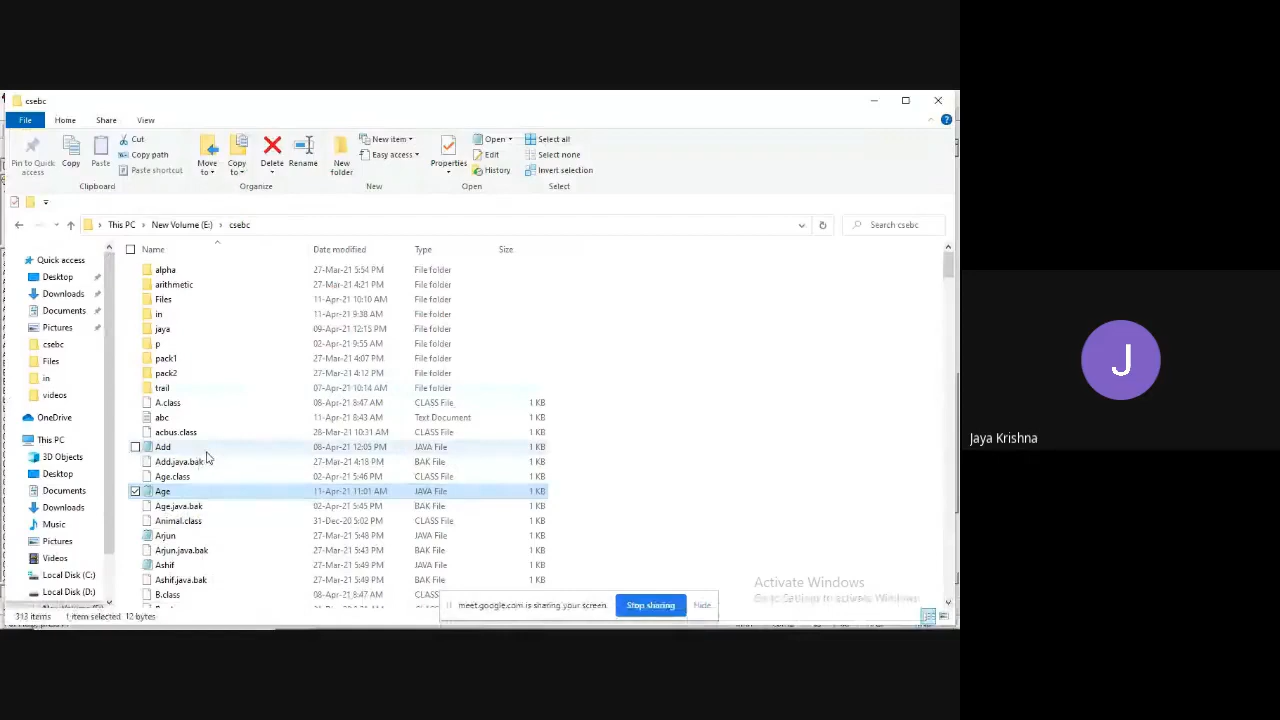 csebc
File Home Share View
Pin to Quick access
Copy
Paste
Cut
Copy path
Paste shortcut
Clipboard
Move to
Copy to
Delete
Rename
Organize
New folder
New item
Easy access
New
Properties
Open
Edit
History
Open
Select all
Select none
Invert selection
Select
This PC > New Volume (E:) > csebc
Search csebc
Quick access
Desktop
Downloads
Documents
Pictures
csebc
Files
in
videos
OneDrive
This PC
3D Objects
Desktop
Documents
Downloads
Music
Pictures
Videos
Local Disk (C:)
Local Disk (D:)
Name Date modified Type Size
alpha 27-Mar-21 5:54 PM File folder
arithmetic 27-Mar-21 4:21 PM File folder
Files 11-Apr-21 10:10 AM File folder
in 11-Apr-21 9:38 AM File folder
jaya 09-Apr-21 12:15 PM File folder
p 02-Apr-21 9:55 AM File folder
pack1 27-Mar-21 4:07 PM File folder
pack2 27-Mar-21 4:12 PM File folder
trail 07-Apr-21 10:14 AM File folder
A.class 08-Apr-21 8:47 AM CLASS File 1 KB
abc 11-Apr-21 8:43 AM Text Document 1 KB
acbus.class 26-Mar-21 10:31 AM CLASS File 1 KB
Add 08-Apr-21 12:05 PM JAVA File 1 KB
Add.java.bak 27-Mar-21 4:18 PM BAK File 1 KB
Age.class 02-Apr-21 5:46 PM CLASS File 1 KB
Age 11-Apr-21 11:01 AM JAVA File 1 KB
Age.java.bak 02-Apr-21 5:45 PM BAK File 1 KB
Animal.class 31-Dec-20 5:02 PM CLASS File 1 KB
Arjun 27-Mar-21 5:48 PM JAVA File 1 KB
Arjun.java.bak 27-Mar-21 5:43 PM BAK File 1 KB
Ashif 27-Mar-21 5:49 PM JAVA File 1 KB
Ashif.java.bak 27-Mar-21 5:49 PM BAK File 1 KB
B.class 08-Apr-21 8:47 AM CLASS File 1 KB
313 items 1 item selected 12 bytes
meet.google.com is sharing your screen.
Stop sharing
Hide
Activate Windows
Go to Settings to activate Windows.
J
Jaya Krishna